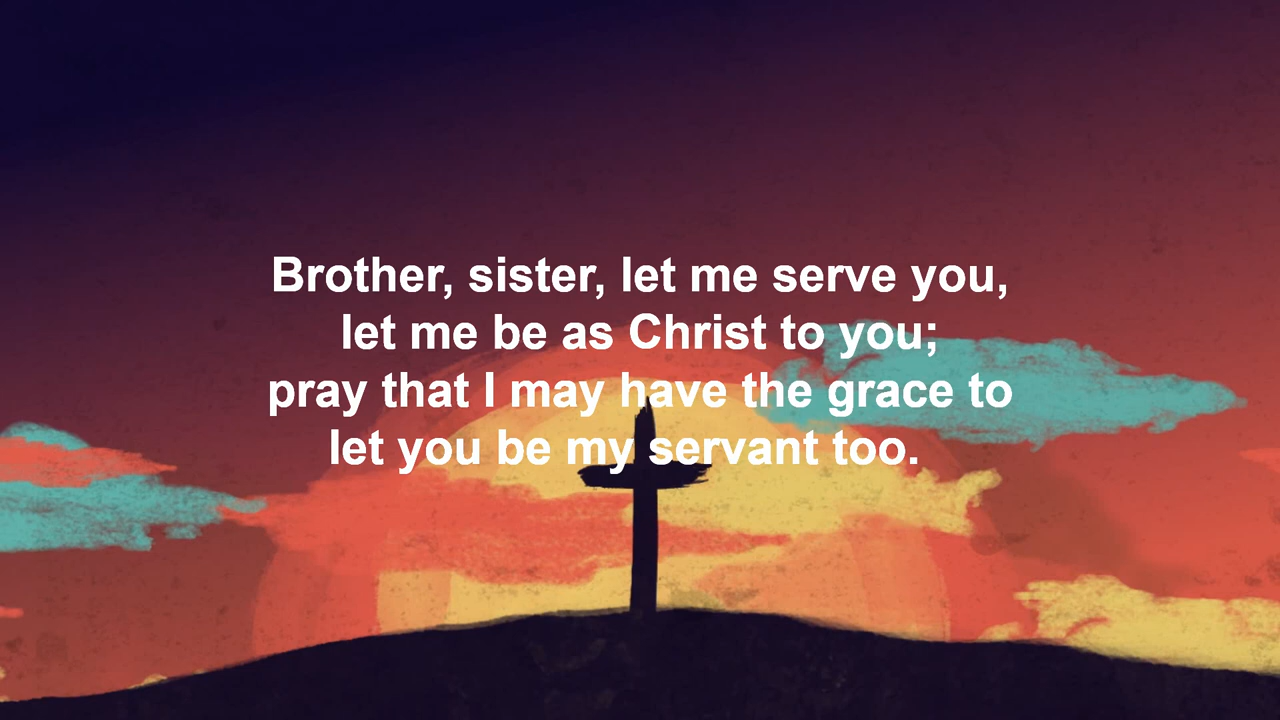 Brother, sister, let me serve you,
let me be as Christ to you;
pray that I may have the grace to
let you be my servant too.